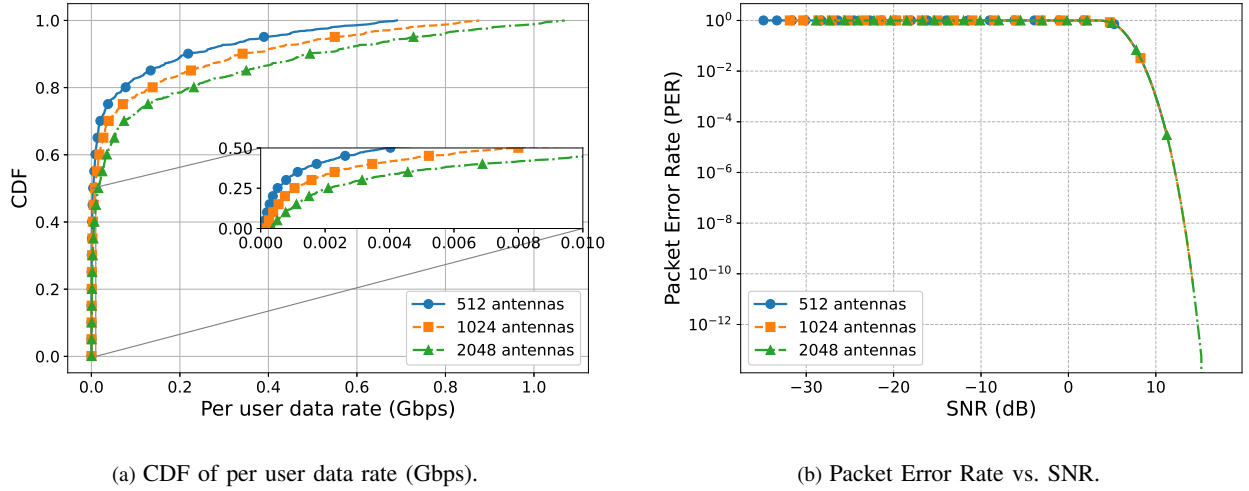 1.0
0.8
0.6
0.4
0.2
0.0
CDF
0.50
0.25
0.00
0.000 0.002 0.004 0.006 0.008 0.010
512 antennas
1024 antennas
2048 antennas
0.0 0.2 0.4 0.6 0.8 1.0
Per user data rate (Gbps)
(a) CDF of per user data rate (Gbps).
10⁰
10⁻²
10⁻⁴
10⁻⁶
10⁻⁸
10⁻¹⁰
10⁻¹²
Packet Error Rate (PER)
512 antennas
1024 antennas
2048 antennas
−30 −20 −10 0 10
SNR (dB)
(b) Packet Error Rate vs. SNR.